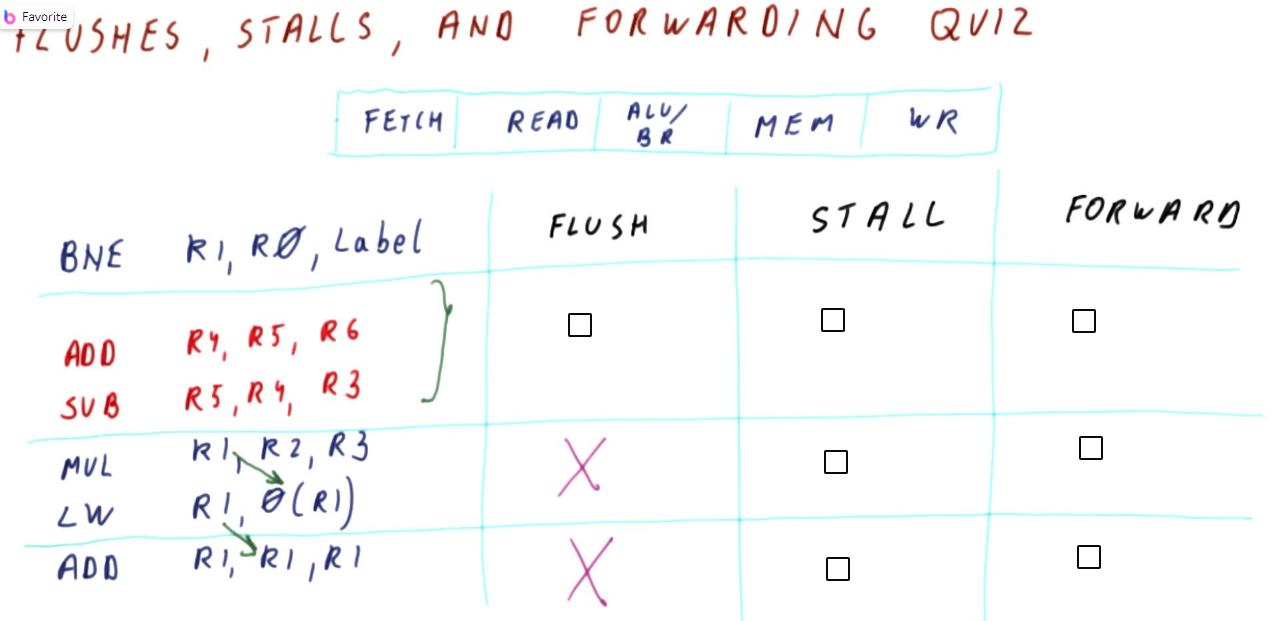 Favorite
FLUSHES, STALLS, AND FORWARDING QUIZ
FETCH READ ALU/BR MEM WR
BNE R1, RØ, Label FLUSH STALL FORWARD
ADD R4, R5, R6
SUB R5, R4, R3
MUL R1, R2, R3
LW R1, Ø(R1)
ADD R1, R1, R1